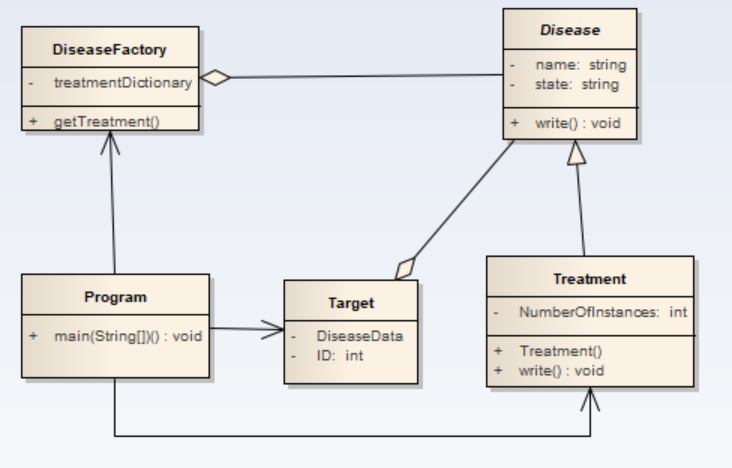 DiseaseFactory
- treatmentDictionary
+ getTreatment()
Disease
- name: string
- state: string
+ write() : void
Program
+ main(String[])() : void
Target
- DiseaseData
- ID: int
Treatment
- NumberOfInstances: int
+ Treatment()
+ write() : void